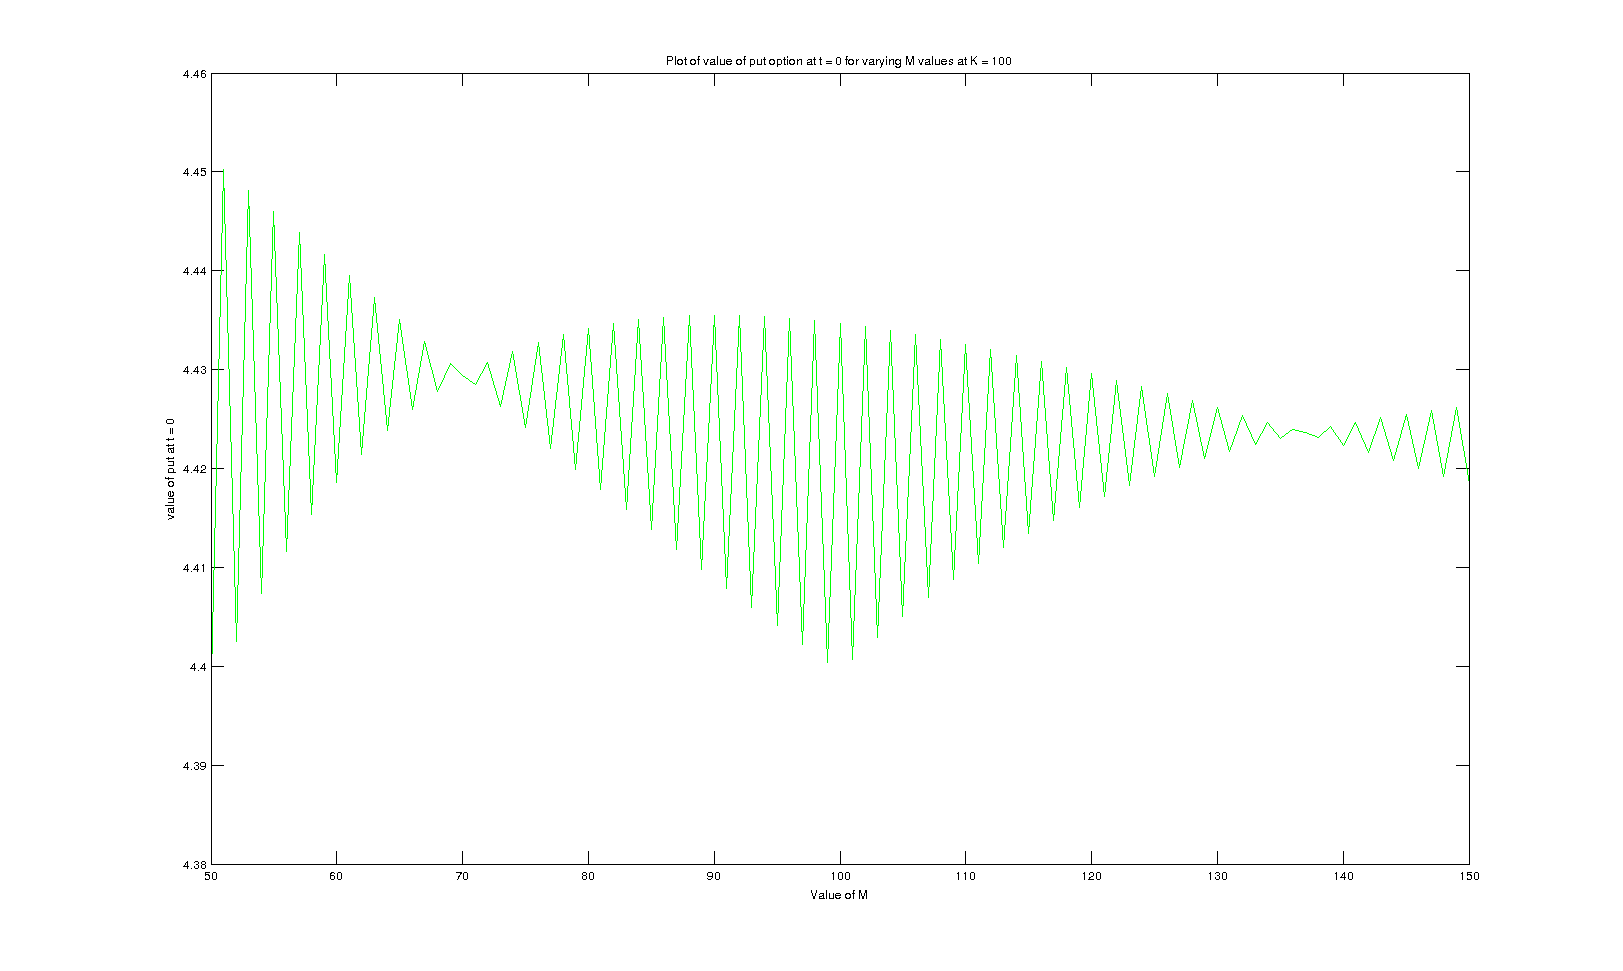 Plot of value of put option at t = 0 for varying M values at K = 100
4.46
4.45
4.44
4.43
4.42
4.41
4.4
4.39
4.38
value of put at t = 0
50 60 70 80 90 100 110 120 130 140 150
Value of M